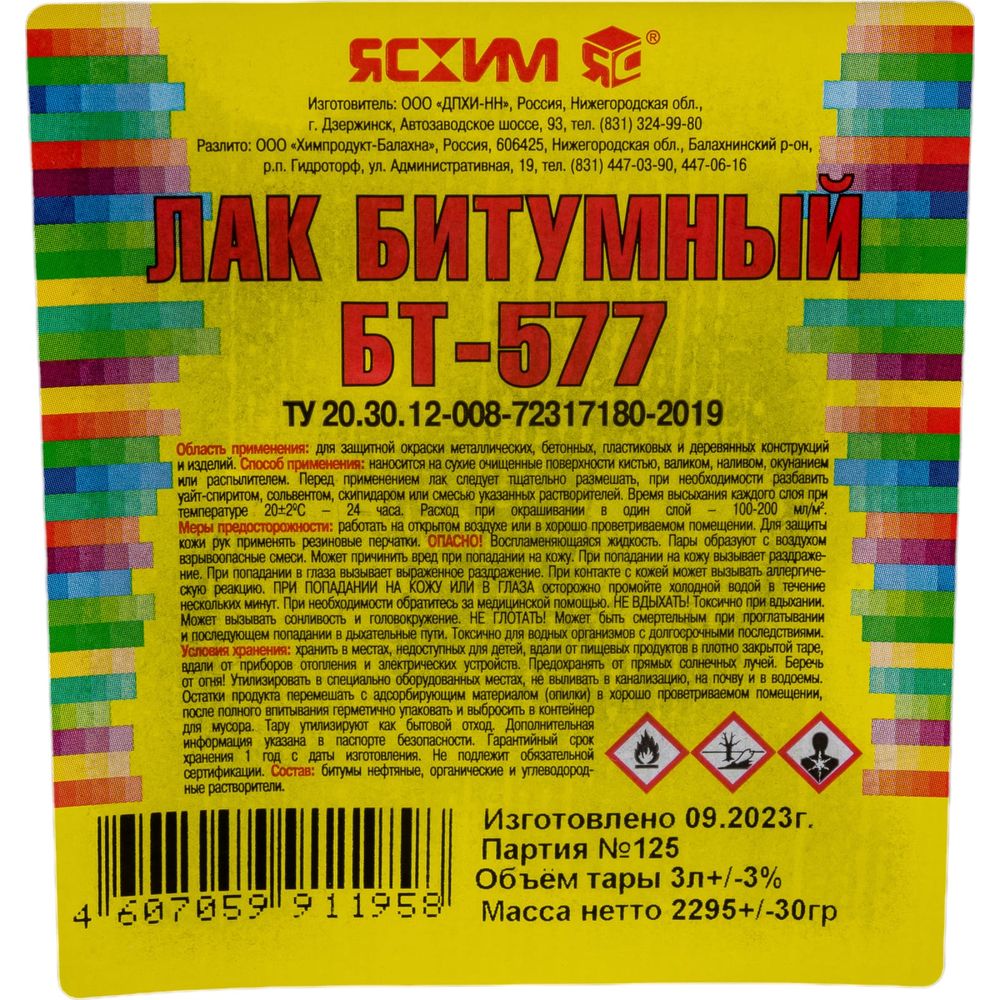 ЯСХИМ ЯС®
Изготовитель: ООО «ДПХИ-НН», Россия, Нижегородская обл.,
г. Дзержинск, Автозаводское шоссе, 93, тел. (831) 324-99-80
Разлито: ООО «Химпродукт-Балахна», Россия, 606425, Нижегородская обл., Балахнинский р-он,
р.п. Гидроторф, ул. Административная, 19, тел. (831) 447-03-90, 447-06-16
ЛАК БИТУМНЫЙ
БТ-577
ТУ 20.30.12-008-72317180-2019
Область применения: для защитной окраски металлических, бетонных, пластиковых и деревянных конструкций
и изделий. Способ применения: наносится на сухие очищенные поверхности кистью, валиком, наливом, окунанием
или распылителем. Перед применением лак следует тщательно размешать, при необходимости разбавить
уайт-спиритом, сольвентом, скипидаром или смесью указанных растворителей. Время высыхания каждого слоя при
температуре 20±2°С – 24 часа. Расход при окрашивании в один слой – 100-200 мл/м².
Меры предосторожности: работать на открытом воздухе или в хорошо проветриваемом помещении. Для защиты
кожи рук применять резиновые перчатки. ОПАСНО! Воспламеняющаяся жидкость. Пары образуют с воздухом
взрывоопасные смеси. Может причинить вред при попадании на кожу. При попадании на кожу вызывает раздраже-
ние. При попадании в глаза вызывает выраженное раздражение. При контакте с кожей может вызывать аллергиче-
скую реакцию. ПРИ ПОПАДАНИИ НА КОЖУ ИЛИ В ГЛАЗА осторожно промойте холодной водой в течение
нескольких минут. При необходимости обратитесь за медицинской помощью. НЕ ВДЫХАТЬ! Токсично при вдыхании.
Может вызывать сонливость и головокружение. НЕ ГЛОТАТЬ! Может быть смертельным при проглатывании
и последующем попадании в дыхательные пути. Токсично для водных организмов с долгосрочными последствиями.
Условия хранения: хранить в местах, недоступных для детей, вдали от пищевых продуктов в плотно закрытой таре,
вдали от приборов отопления и электрических устройств. Предохранять от прямых солнечных лучей. Беречь
от огня! Утилизировать в специально оборудованных местах, не выливать в канализацию, на почву и в водоемы.
Остатки продукта перемешать с адсорбирующим материалом (опилки) в хорошо проветриваемом помещении,
после полного впитывания герметично упаковать и выбросить в контейнер
для мусора. Тару утилизируют как бытовой отход. Дополнительная
информация указана в паспорте безопасности. Гарантийный срок
хранения 1 год с даты изготовления. Не подлежит обязательной
сертификации. Состав: битумы нефтяные, органические и углеводород-
ные растворители.
Изготовлено 09.2023г.
Партия №125
Объём тары 3л+/-3%
Масса нетто 2295+/-30гр
4 607059 911958